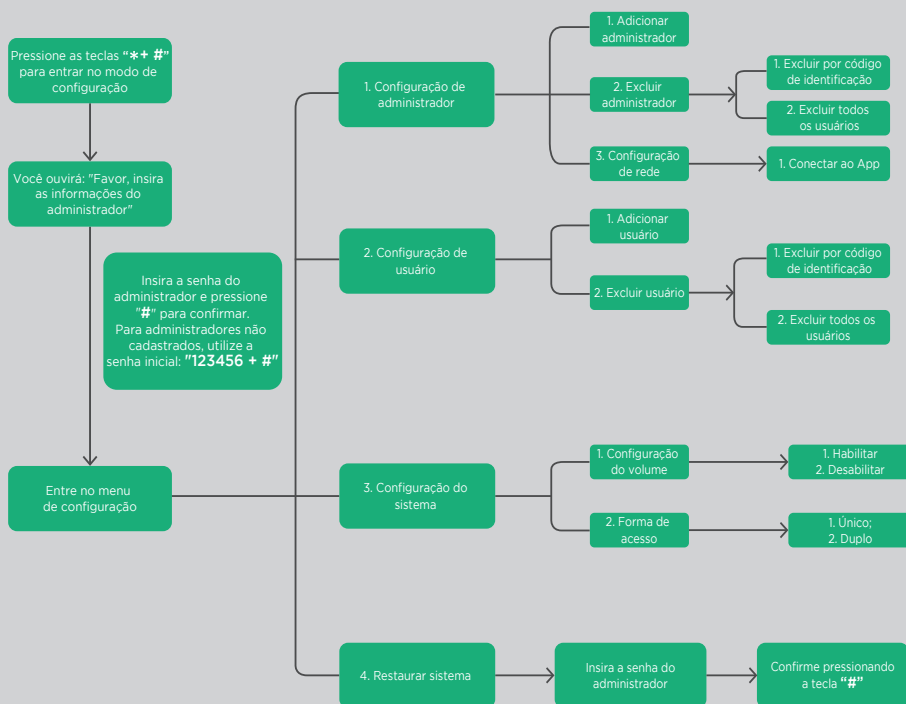 Pressione as teclas “*+ #”
para entrar no modo de
configuração
Você ouvirá: "Favor, insira
as informações do
administrador"
Insira a senha do
administrador e pressione
"#" para confirmar.
Para administradores não
cadastrados, utilize a
senha inicial: "123456 + #"
Entre no menu
de configuração
1. Configuração de
administrador
1. Adicionar
administrador
2. Excluir
administrador
1. Excluir por código
de identificação
2. Excluir todos
os usuários
3. Configuração
de rede
1. Conectar ao App
2. Configuração de
usuário
1. Adicionar
usuário
2. Excluir usuário
1. Excluir por código
de identificação
2. Excluir todos os
usuários
3. Configuração do
sistema
1. Configuração
do volume
1. Habilitar
2. Desabilitar
2. Forma de
acesso
1. Único;
2. Duplo
4. Restaurar sistema
Insira a senha do
administrador
Confirme pressionando
a tecla “#”